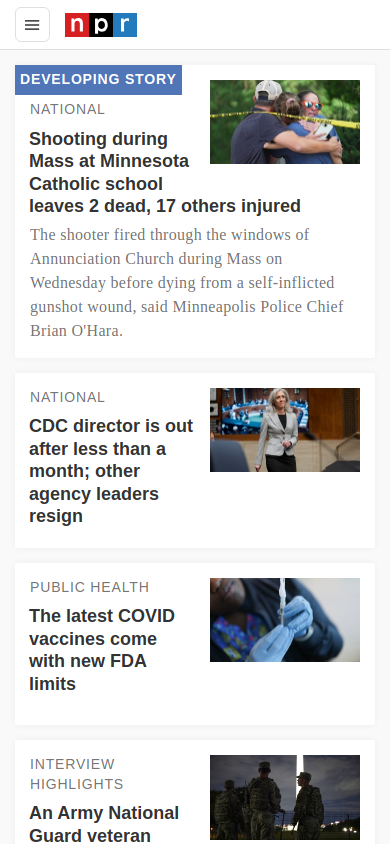 npr
DEVELOPING STORY
NATIONAL
Shooting during
Mass at Minnesota
Catholic school
leaves 2 dead, 17 others injured
The shooter fired through the windows of
Annunciation Church during Mass on
Wednesday before dying from a self-inflicted
gunshot wound, said Minneapolis Police Chief
Brian O'Hara.
NATIONAL
CDC director is out
after less than a
month; other
agency leaders
resign
PUBLIC HEALTH
The latest COVID
vaccines come
with new FDA
limits
INTERVIEW
HIGHLIGHTS
An Army National
Guard veteran